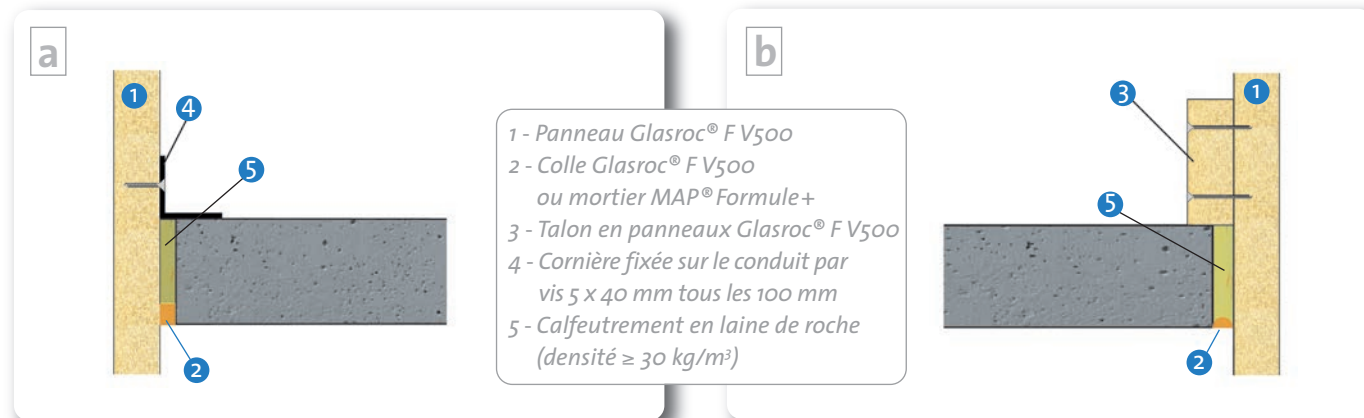 a
1
4
5
2
1 - Panneau Glasroc® F V500
2 - Colle Glasroc® F V500
ou mortier MAP® Formule+
3 - Talon en panneaux Glasroc® F V500
4 - Cornière fixée sur le conduit par
vis 5 x 40 mm tous les 100 mm
5 - Calfeutrement en laine de roche
(densité ≥ 30 kg/m³)
b
3
1
5
2